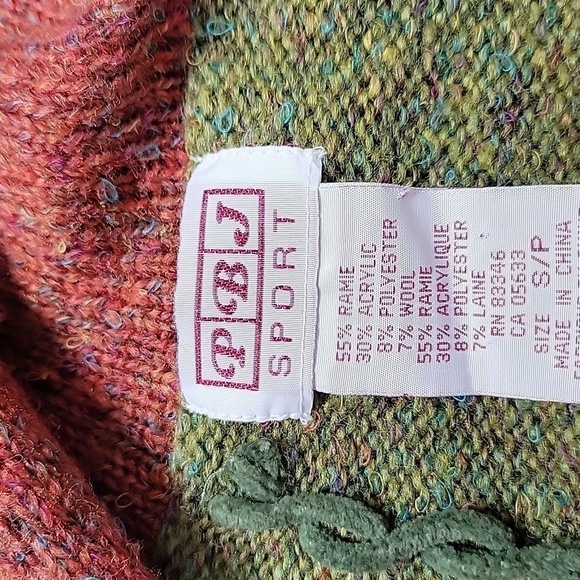 PBJ
SPORT
55% RAMIE
30% ACRYLIC
8% POLYESTER
7% WOOL
55% RAMIE
30% ACRYLIQUE
8% POLYESTER
7% LAINE
RN 83346
CA 05533
SIZE S/P
MADE IN CHINA